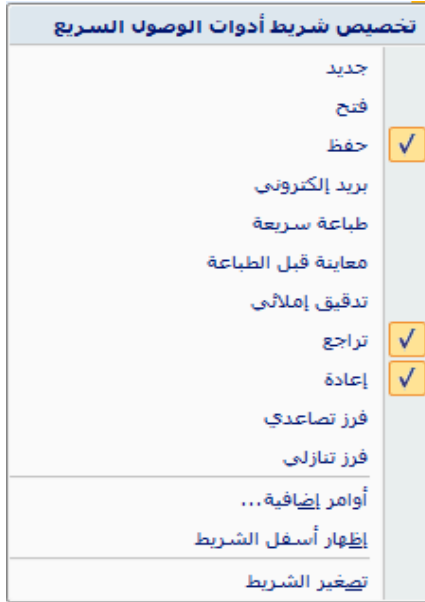 تخصيص شريط أدوات الوصول السريع
جديد
فتح
حفظ
بريد إلكتروني
طباعة سريعة
معاينة قبل الطباعة
تدقيق إملائي
تراجع
إعادة
فرز تصاعدي
فرز تنازلي
أوامر إضافية...
إظهار أسفل الشريط
تصغير الشريط